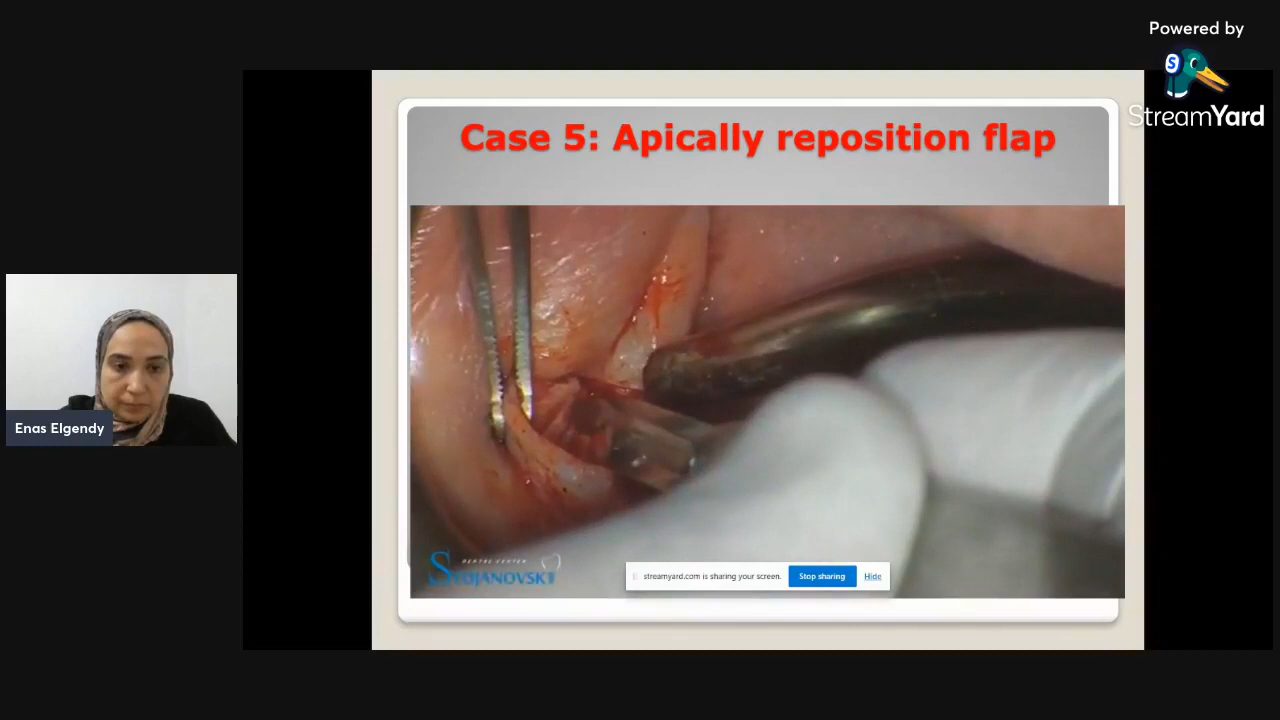 Powered by
StreamYard
Case 5: Apically reposition flap
Enas Elgendy
DENTAL CENTER
STOJANOVSKI
streamyard.com is sharing your screen.
Stop sharing
Hide